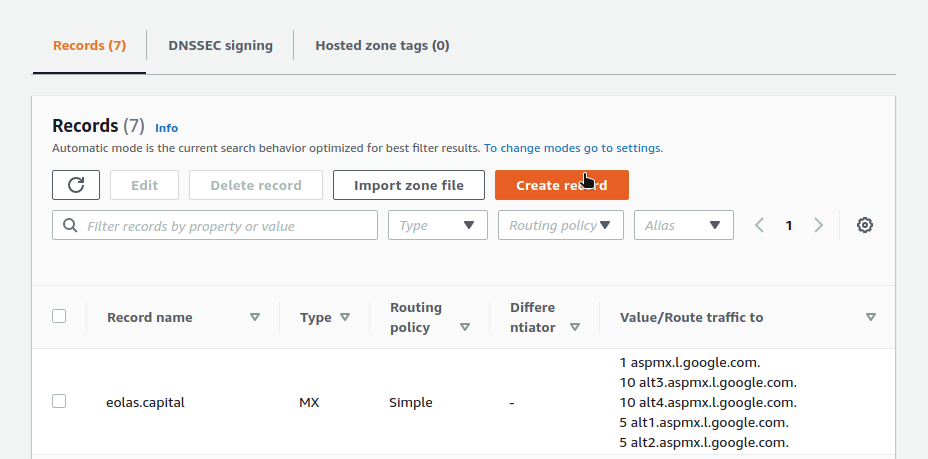 Records (7) DNSSEC signing Hosted zone tags (0)
Records (7) Info
Automatic mode is the current search behavior optimized for best filter results. To change modes go to settings.
Edit Delete record Import zone file Create record
Filter records by property or value Type Routing policy Alias 1
Record name Type Routing policy Differentiator Value/Route traffic to
eolas.capital MX Simple - 1 aspmx.l.google.com.
10 alt3.aspmx.l.google.com.
10 alt4.aspmx.l.google.com.
5 alt1.aspmx.l.google.com.
5 alt2.aspmx.l.google.com.